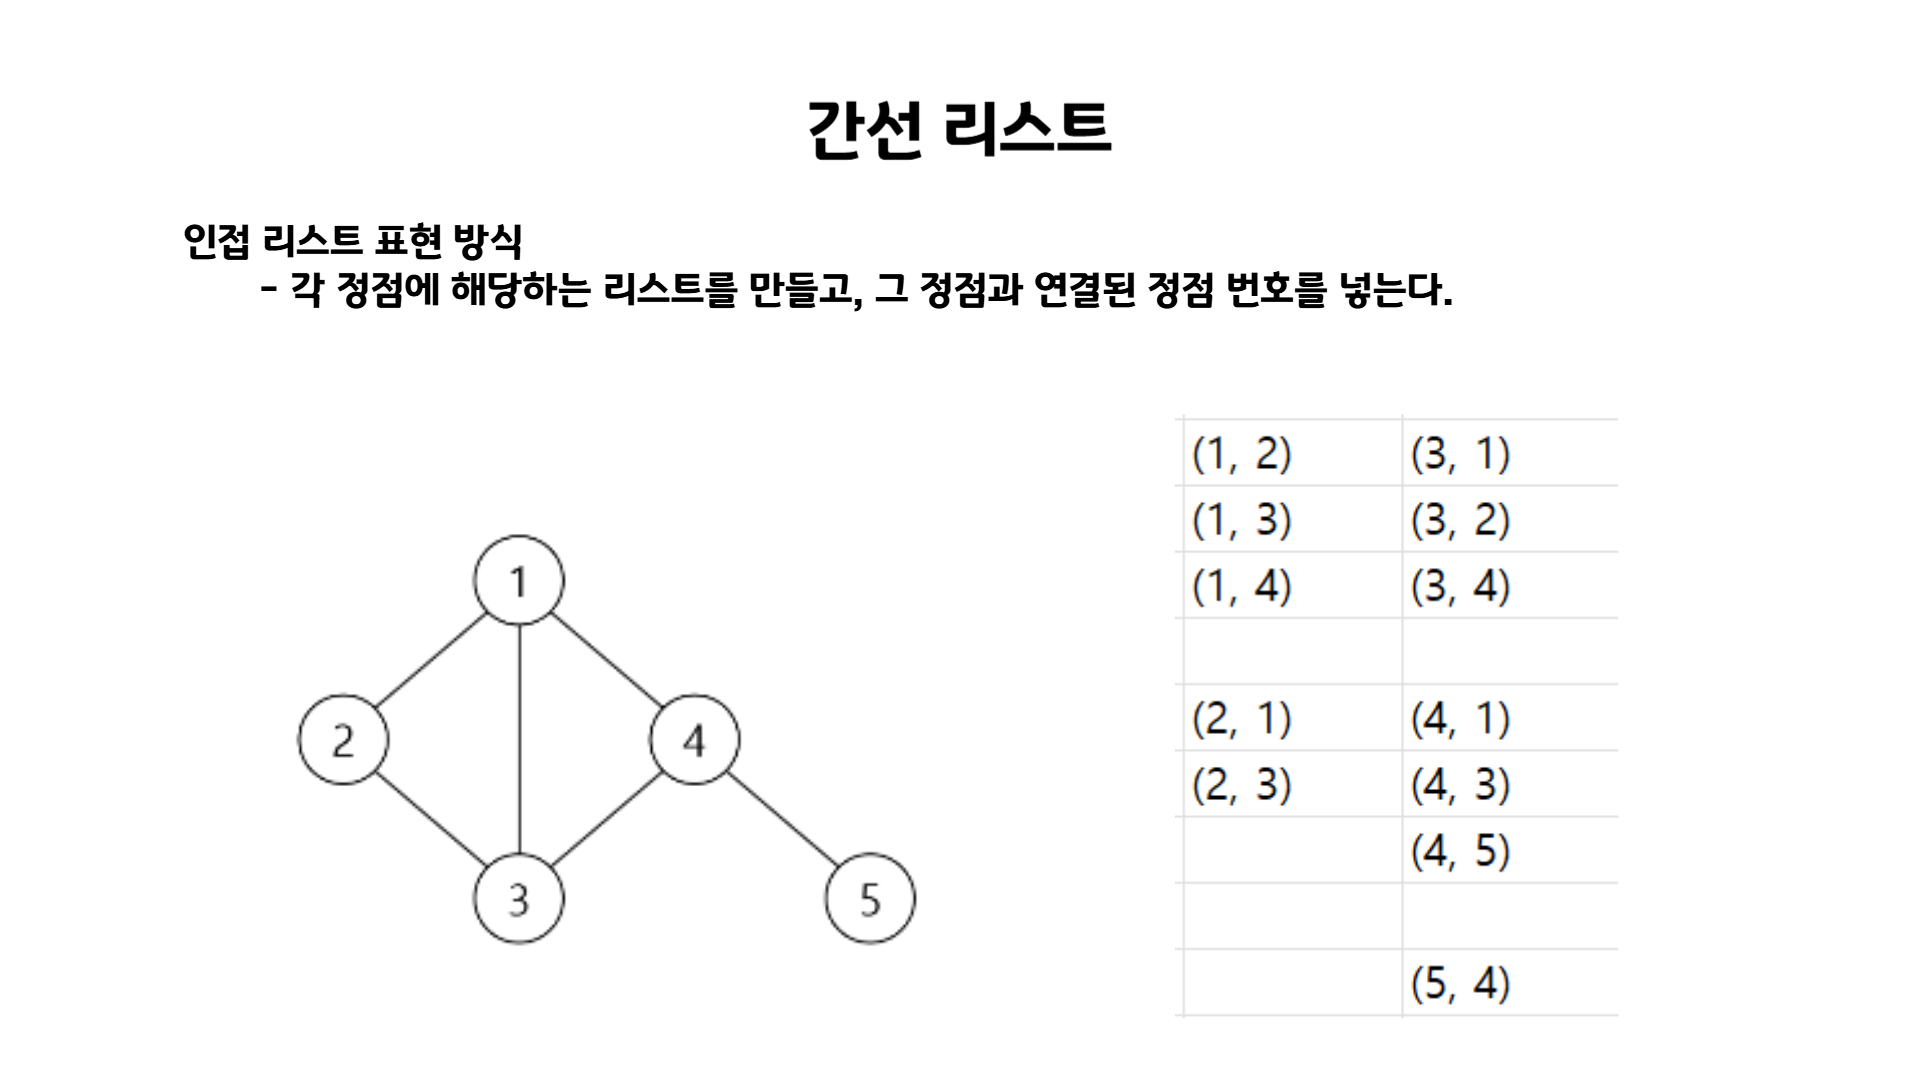 간선 리스트
인접 리스트 표현 방식
- 각 정점에 해당하는 리스트를 만들고, 그 정점과 연결된 정점 번호를 넣는다.
1
2
4
3
5
(1, 2) (3, 1)
(1, 3) (3, 2)
(1, 4) (3, 4)
(2, 1) (4, 1)
(2, 3) (4, 3)
(4, 5)
(5, 4)